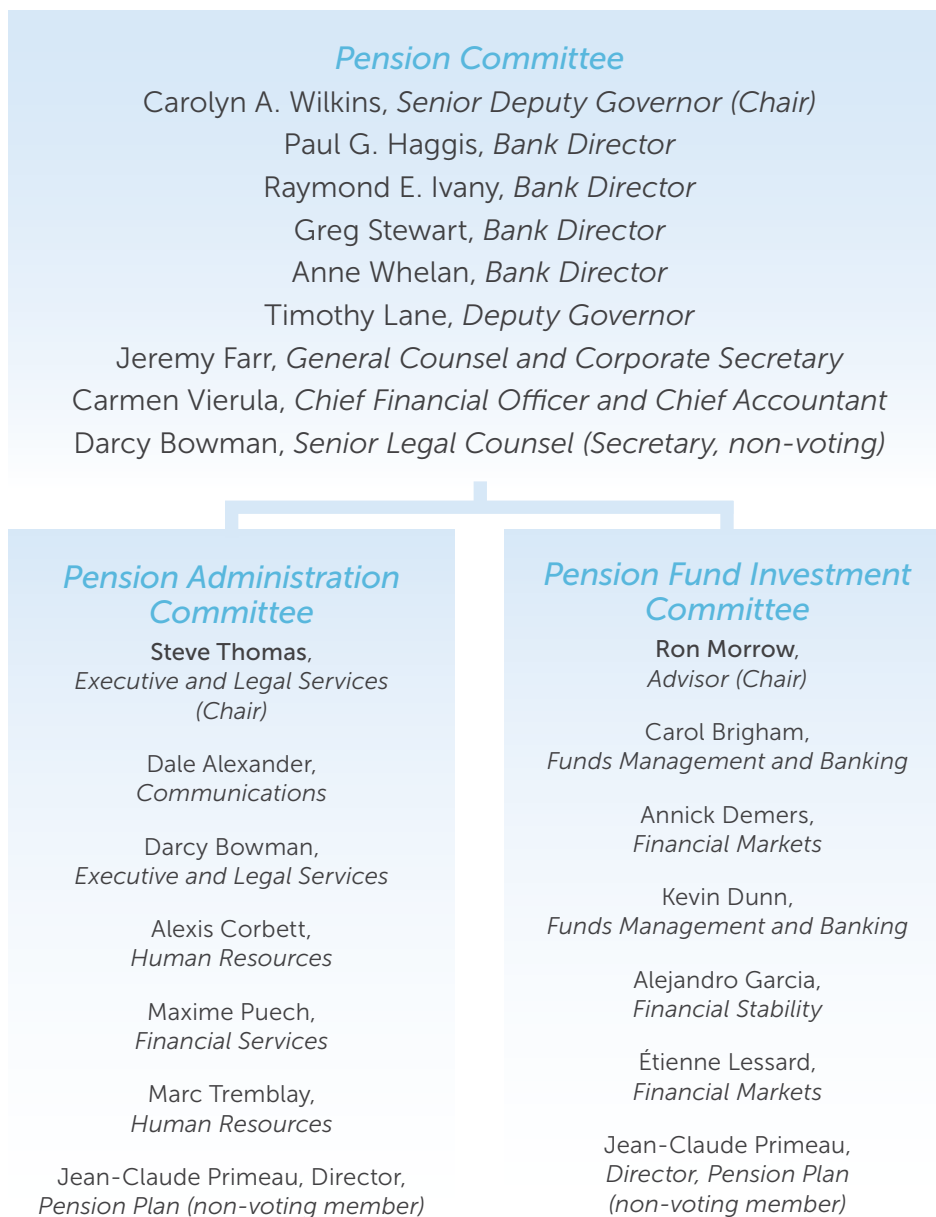 Pension Committee
Carolyn A. Wilkins, Senior Deputy Governor (Chair)
Paul G. Haggis, Bank Director
Raymond E. Ivany, Bank Director
Greg Stewart, Bank Director
Anne Whelan, Bank Director
Timothy Lane, Deputy Governor
Jeremy Farr, General Counsel and Corporate Secretary
Carmen Vierula, Chief Financial Officer and Chief Accountant
Darcy Bowman, Senior Legal Counsel (Secretary, non-voting)
Pension Administration
Committee
Steve Thomas,
Executive and Legal Services
(Chair)
Dale Alexander,
Communications
Darcy Bowman,
Executive and Legal Services
Alexis Corbett,
Human Resources
Maxime Puech,
Financial Services
Marc Tremblay,
Human Resources
Jean-Claude Primeau, Director,
Pension Plan (non-voting member)
Pension Fund Investment
Committee
Ron Morrow,
Advisor (Chair)
Carol Brigham,
Funds Management and Banking
Annick Demers,
Financial Markets
Kevin Dunn,
Funds Management and Banking
Alejandro Garcia,
Financial Stability
Étienne Lessard,
Financial Markets
Jean-Claude Primeau,
Director, Pension Plan
(non-voting member)